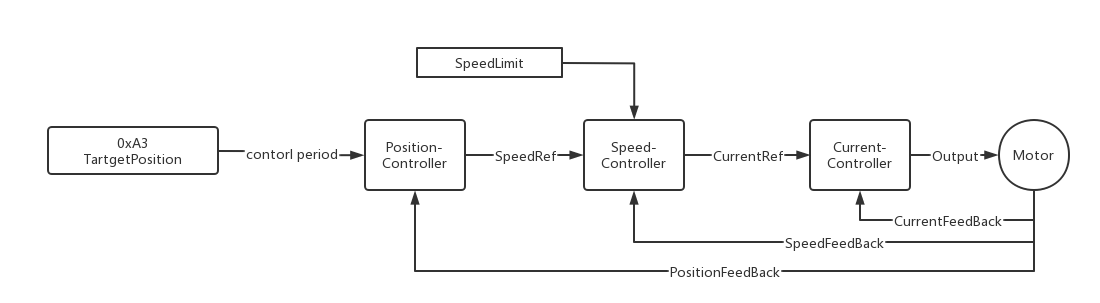 SpeedLimit
0xA3
TartgetPosition
contorl period
Position-
Controller
SpeedRef
Speed-
Controller
CurrentRef
Current-
Controller
Output
Motor
CurrentFeedBack
SpeedFeedBack
PositionFeedBack